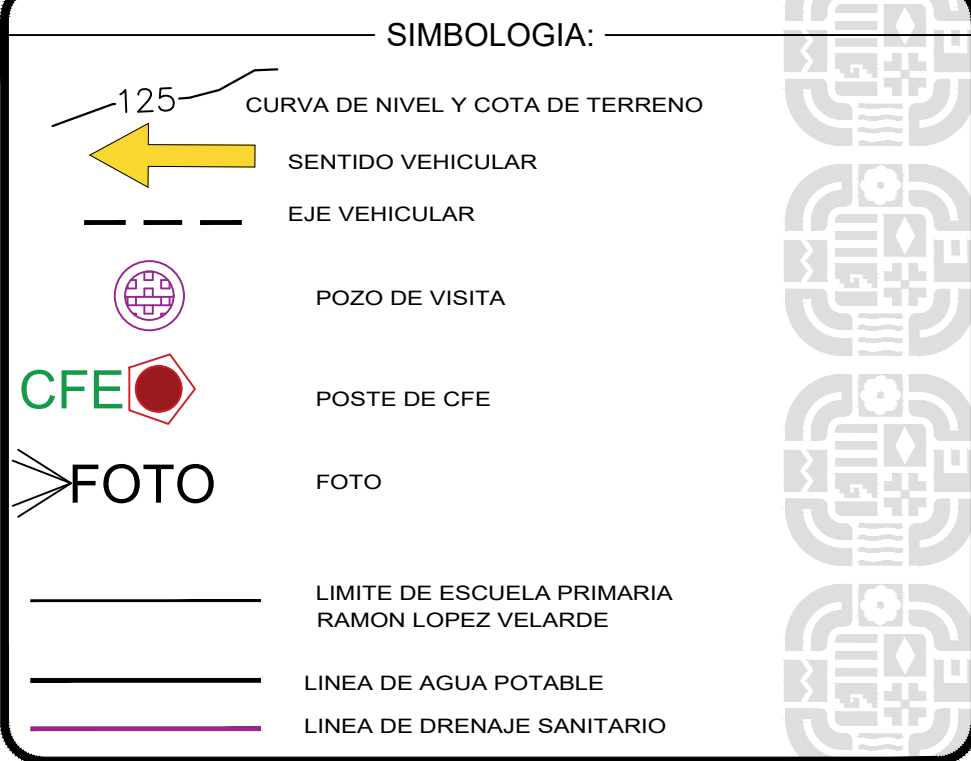 SIMBOLOGIA:
125
CURVA DE NIVEL Y COTA DE TERRENO
SENTIDO VEHICULAR
EJE VEHICULAR
POZO DE VISITA
CFE
POSTE DE CFE
FOTO
FOTO
LIMITE DE ESCUELA PRIMARIA
RAMON LOPEZ VELARDE
LINEA DE AGUA POTABLE
LINEA DE DRENAJE SANITARIO